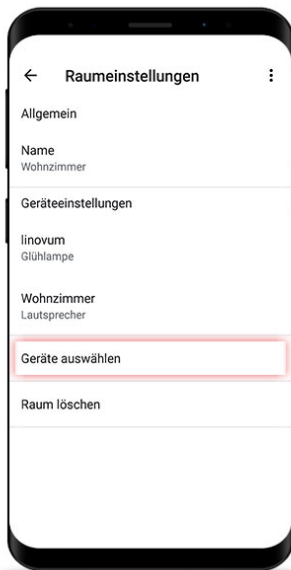 Raumeinstellungen
Allgemein
Name
Wohnzimmer
Geräteeinstellungen
linovum
Glühlampe
Wohnzimmer
Lautsprecher
Geräte auswählen
Raum löschen